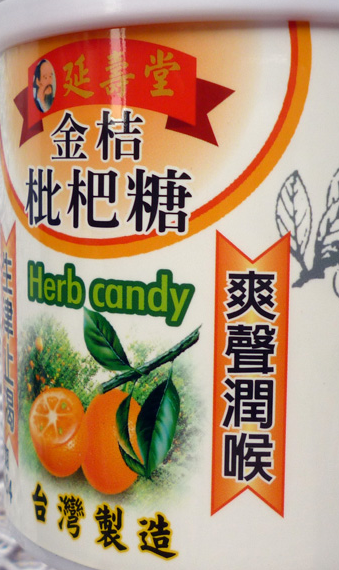 延壽堂
金桔
枇杷糖
Herb candy
爽聲潤喉
台灣製造